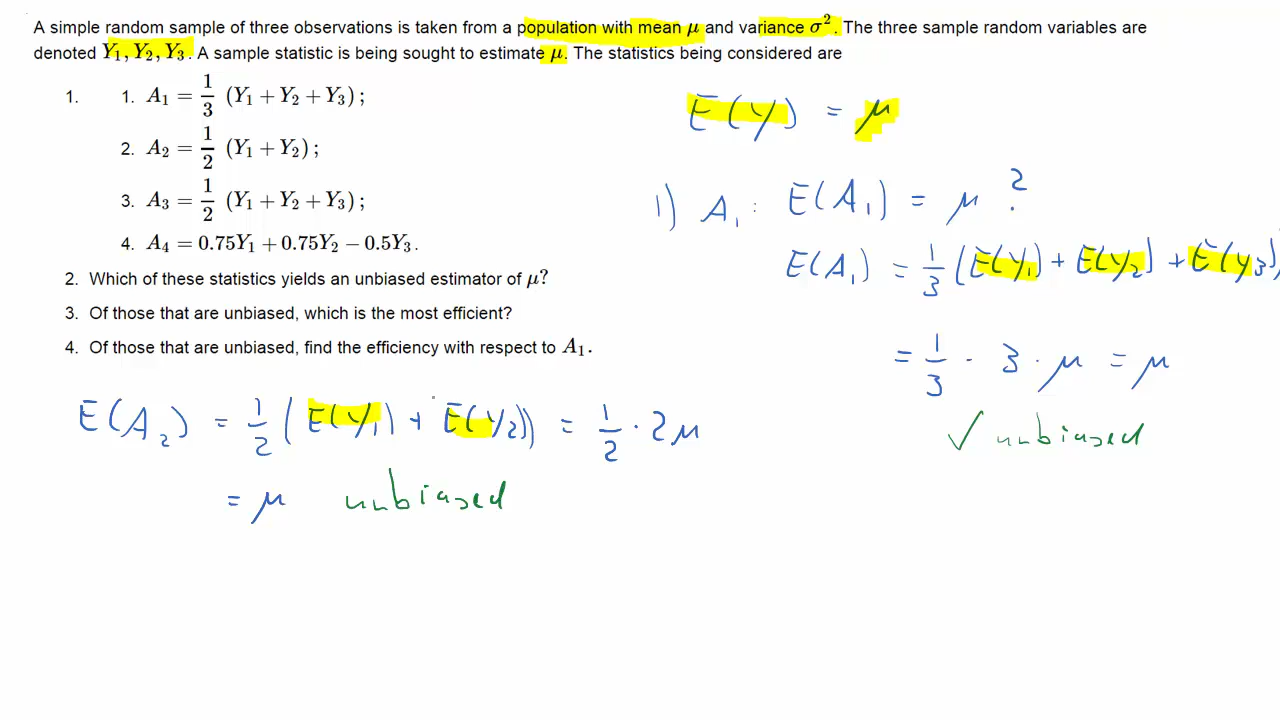 A simple random sample of three observations is taken from a population with mean μ and variance σ². The three sample random variables are
denoted Y₁, Y₂, Y₃. A sample statistic is being sought to estimate μ. The statistics being considered are
1. 1. A₁ = 1/3 (Y₁ + Y₂ + Y₃);
2. A₂ = 1/2 (Y₁ + Y₂);
3. A₃ = 1/2 (Y₁ + Y₂ + Y₃);
4. A₄ = 0.75Y₁ + 0.75Y₂ − 0.5Y₃.
2. Which of these statistics yields an unbiased estimator of μ?
3. Of those that are unbiased, which is the most efficient?
4. Of those that are unbiased, find the efficiency with respect to A₁.
E(Y) = μ
1) A₁: E(A₁) = μ ?
E(A₁) = 1/3 (E(Y₁) + E(Y₂) + E(Y₃)
= 1/3 · 3 · μ = μ
✓ unbiased
E(A₂) = 1/2 (E(Y₁) + E(Y₂)) = 1/2 · 2μ
= μ unbiased